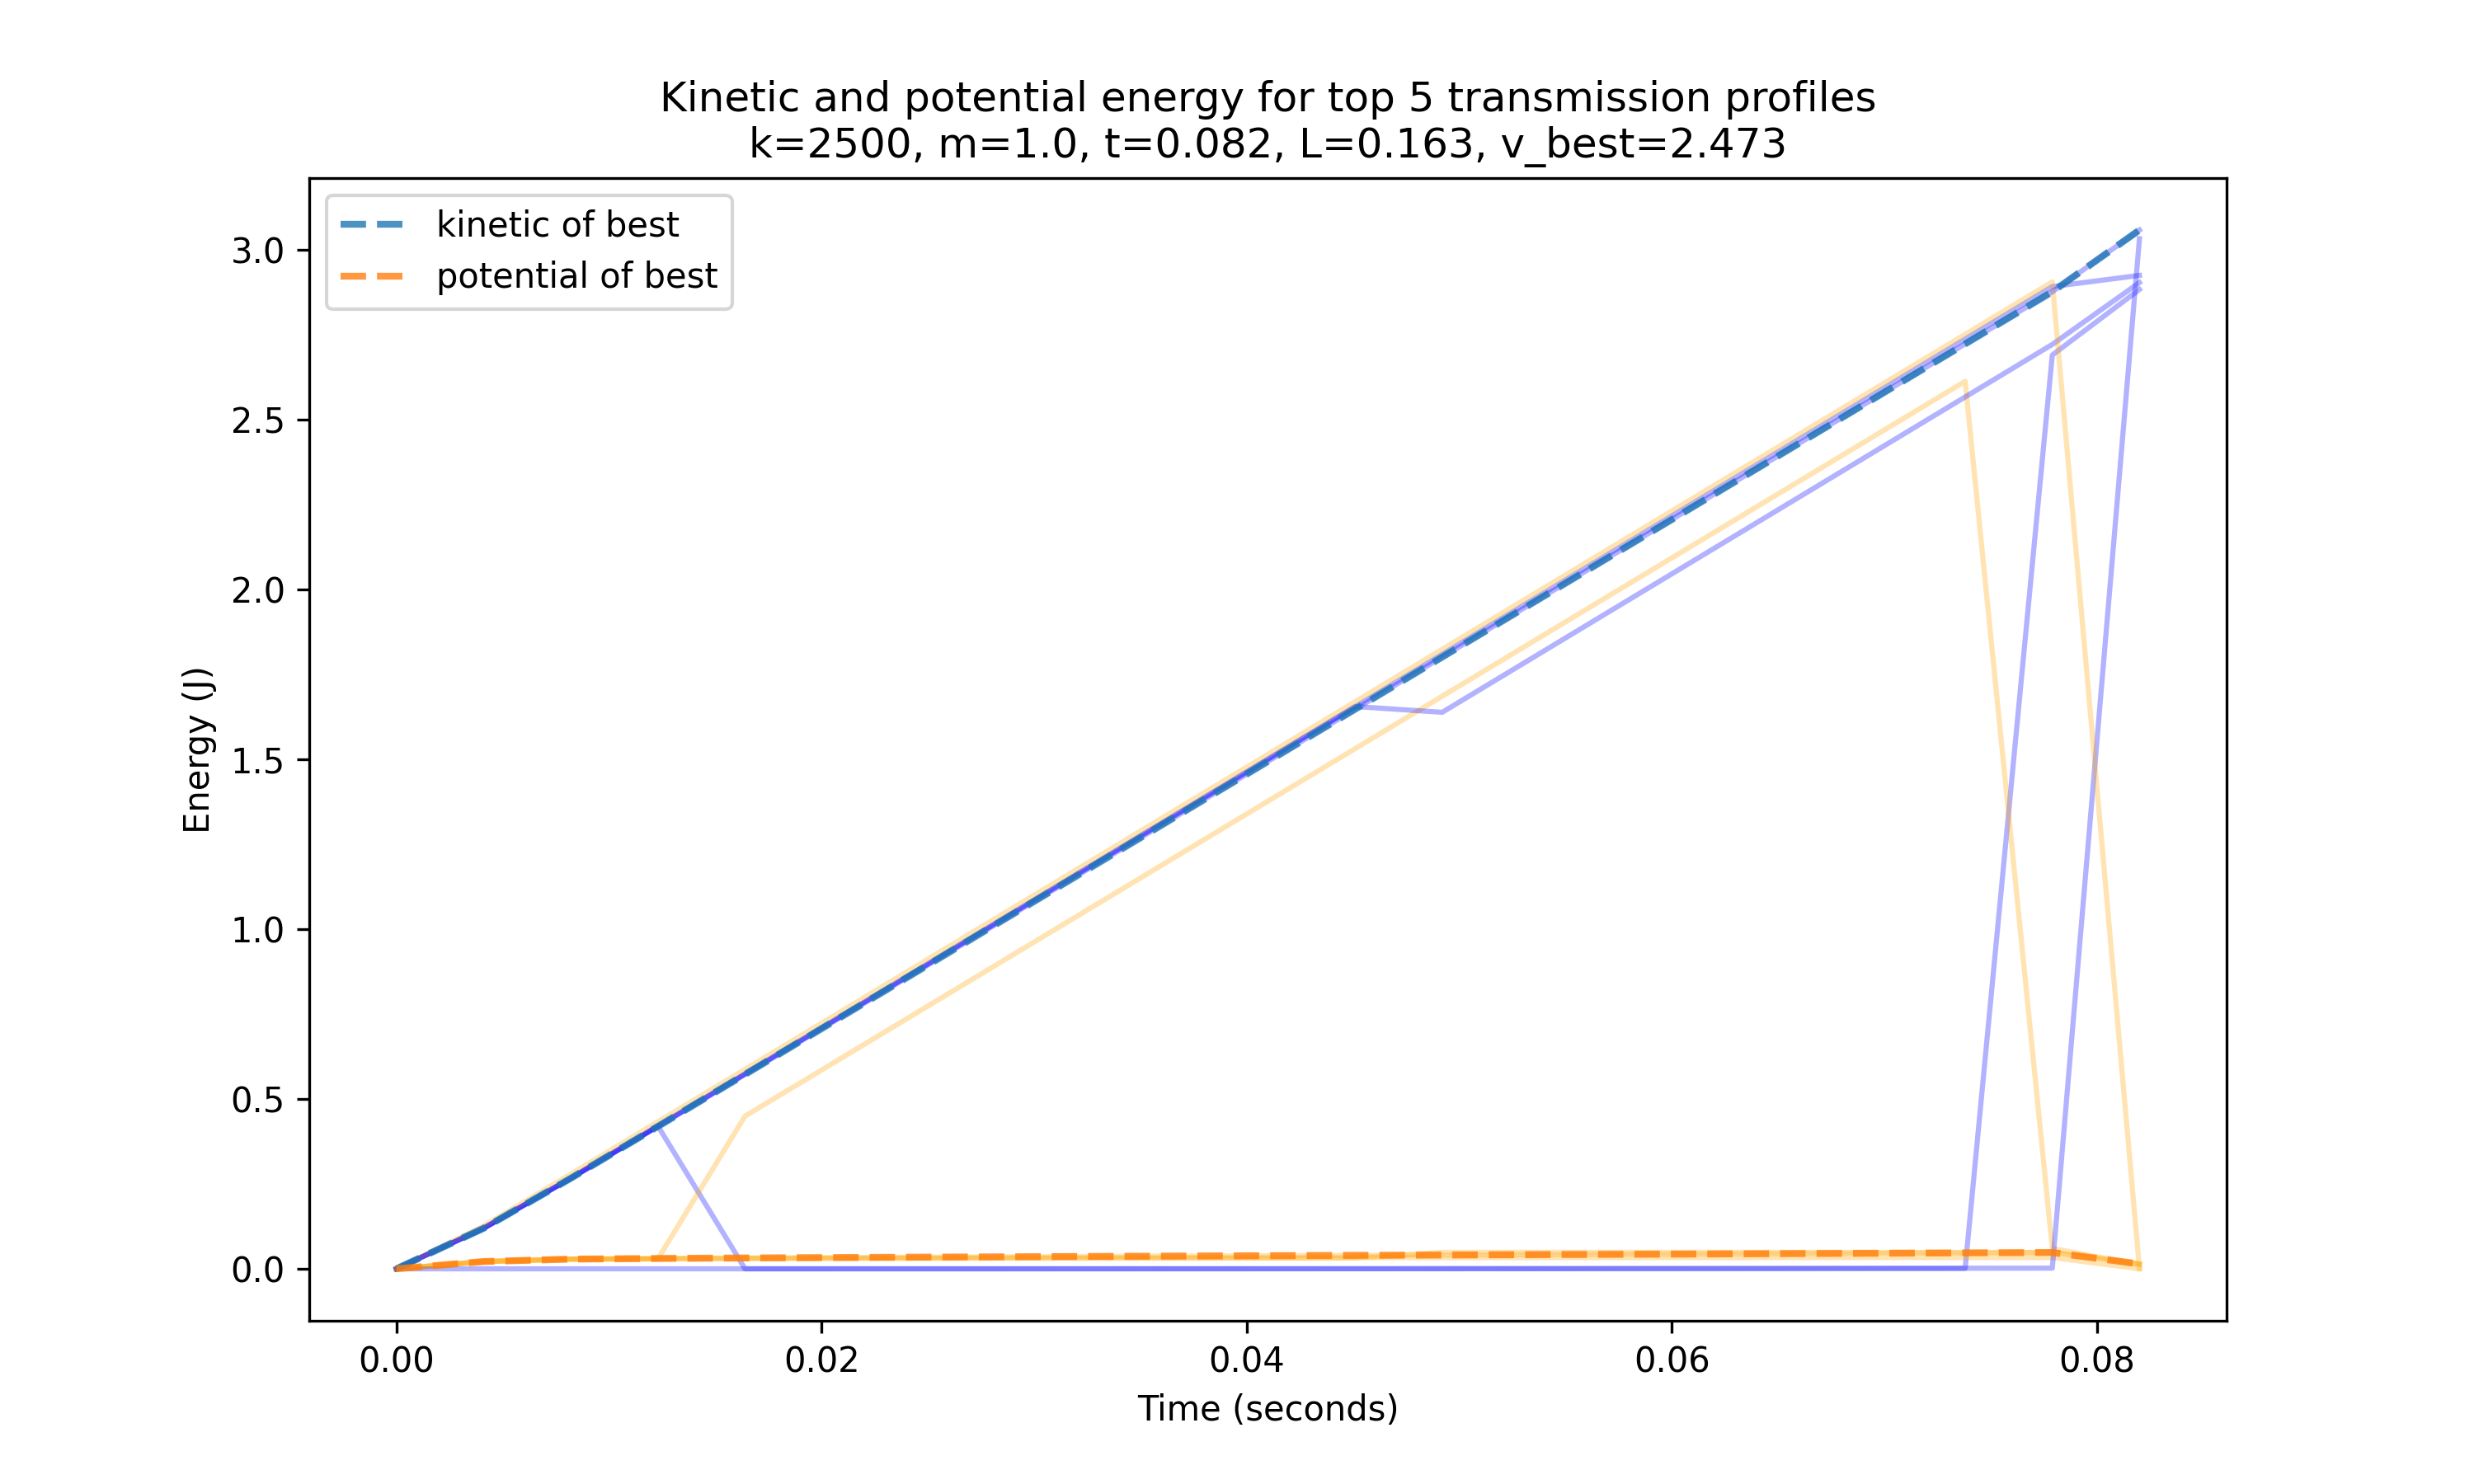 Kinetic and potential energy for top 5 transmission profiles
k=2500, m=1.0, t=0.082, L=0.163, v_best=2.473
kinetic of best
potential of best
Energy (J)
3.0
2.5
2.0
1.5
1.0
0.5
0.0
0.00 0.02 0.04 0.06 0.08
Time (seconds)